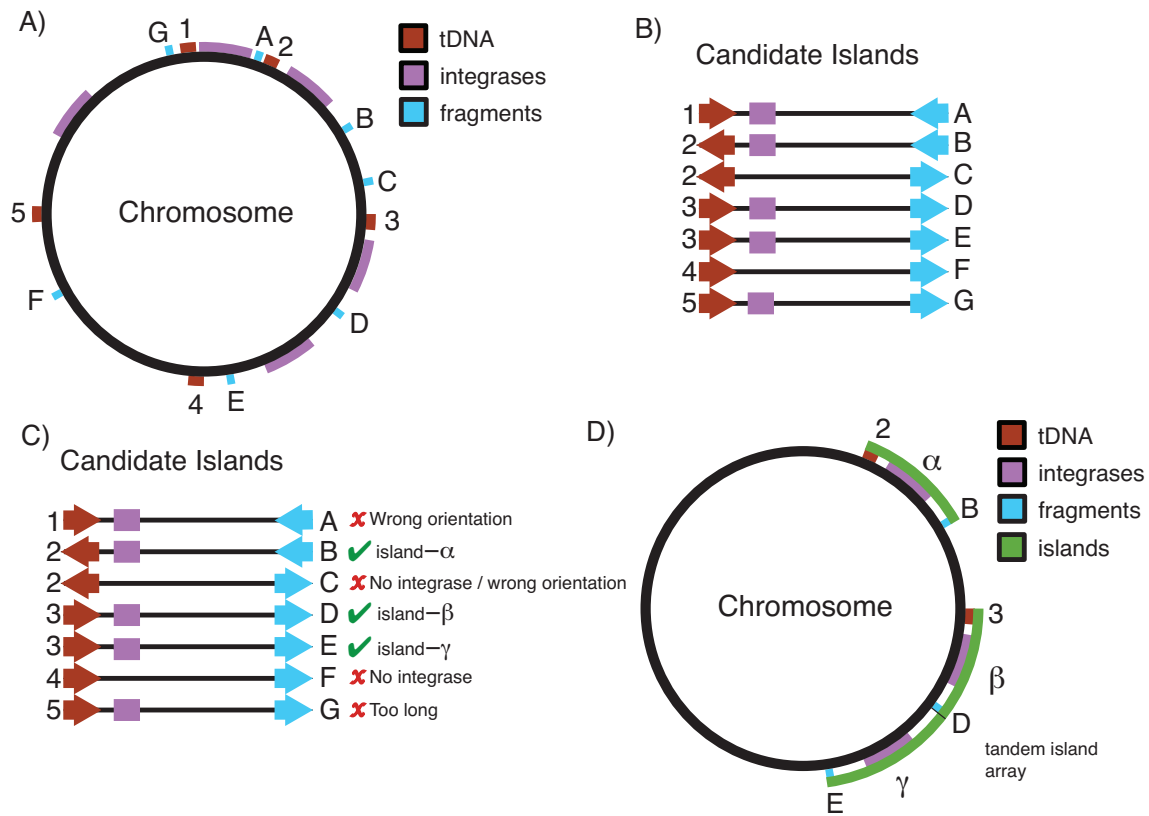 A)
G
1
A
2
B
C
3
D
E
4
F
5
Chromosome
tDNA
integrases
fragments
B)
Candidate Islands
1 A
2 B
2 C
3 D
3 E
4 F
5 G
C)
Candidate Islands
1 A ✘ Wrong orientation
2 B ✔ island–α
2 C ✘ No integrase / wrong orientation
3 D ✔ island–β
3 E ✔ island–γ
4 F ✘ No integrase
5 G ✘ Too long
D)
2
α
B
3
β
D
γ
E
Chromosome
tandem island
array
tDNA
integrases
fragments
islands